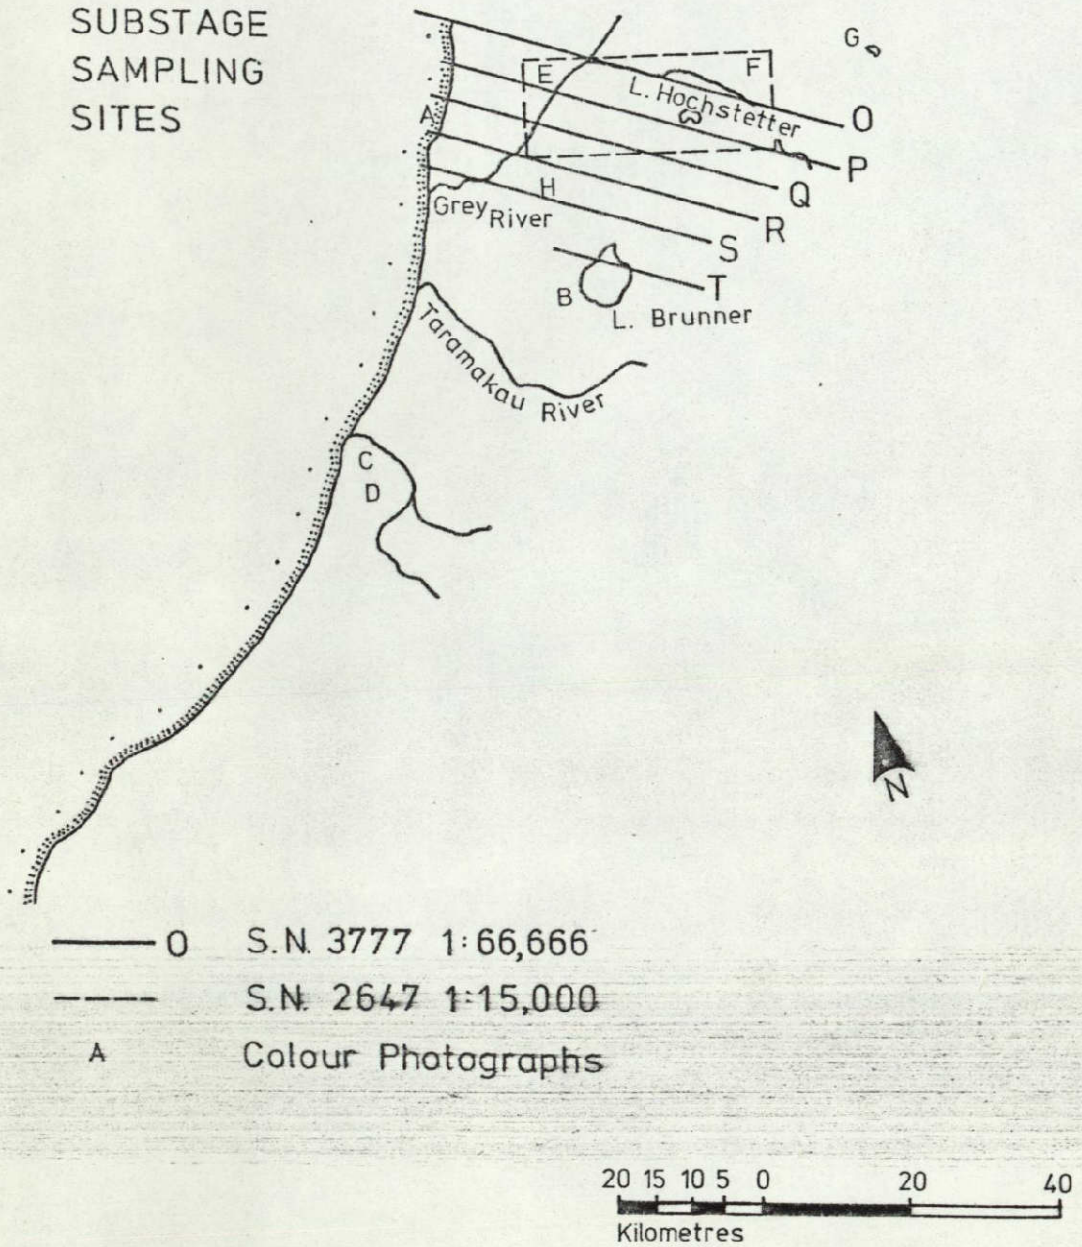 SUBSTAGE
SAMPLING
SITES
G
E
F
L. Hochstetter
O
A
P
Q
H
R
Grey River
S
T
B
L. Brunner
Taramakau River
C
D
N
O S.N. 3777 1:66,666
S.N. 2647 1:15,000
A Colour Photographs
20 15 10 5 0 20 40
Kilometres